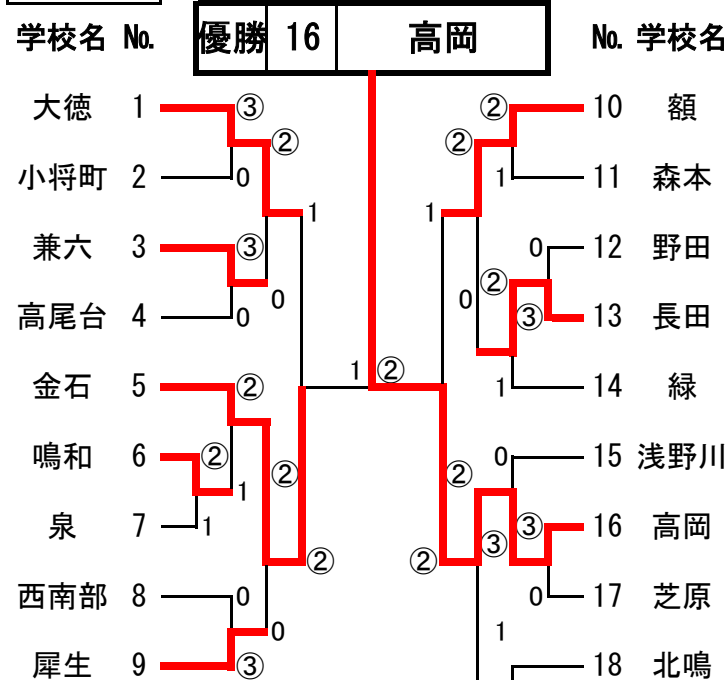 学校名 No. 優勝 16 高岡 No. 学校名
大徳 1 ③ ② 10 額
② ②
小将町 2 0 1 11 森本
1 1
兼六 3 ③ 0 12 野田
0 0 ②
高尾台 4 0 ③ 13 長田
1 ②
金石 5 ② 1 14 緑
鳴和 6 ② 0 15 浅野川
② ②
1
泉 7 1 ③ 16 高岡
③
② ②
西南部 8 0 0 17 芝原
0 1
犀生 9 ③ 18 北鳴